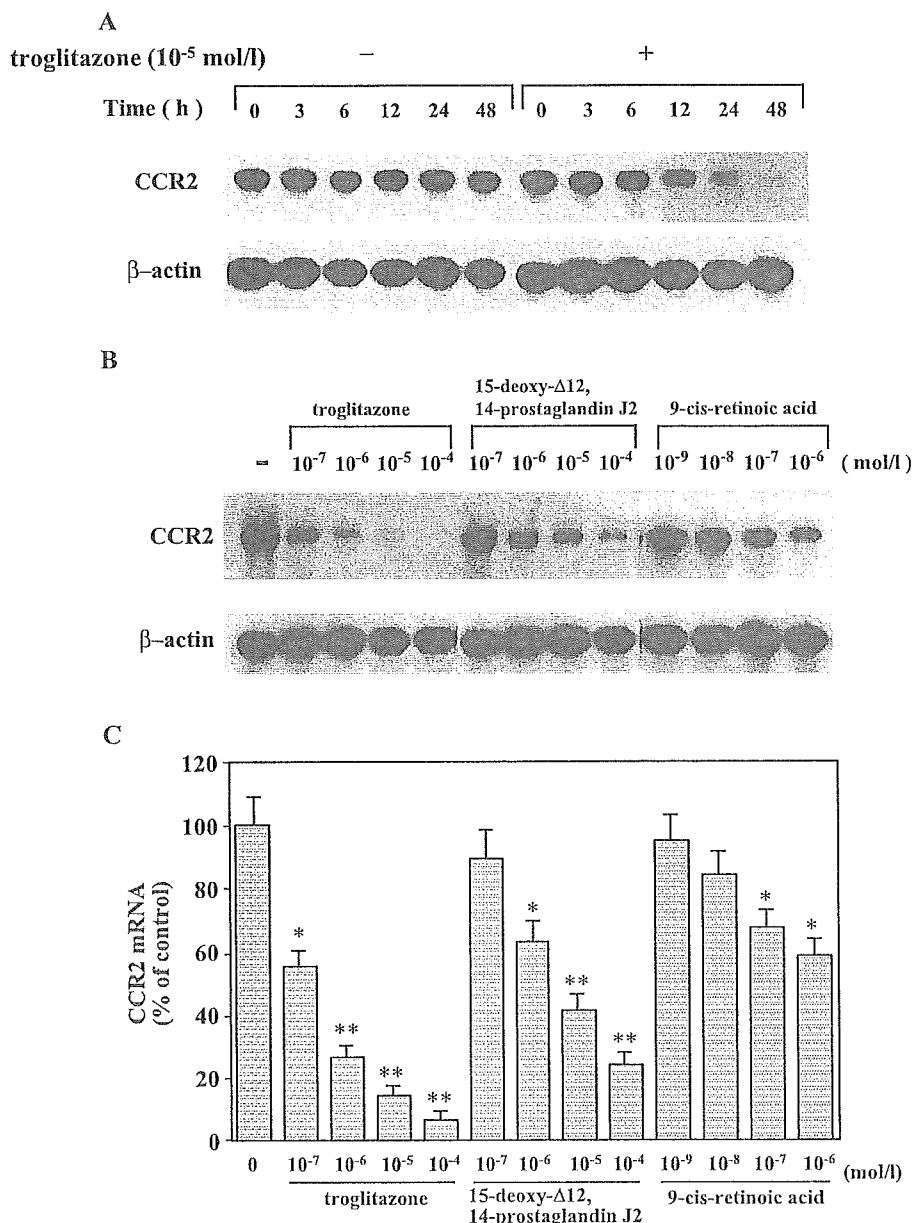 A
troglitazone (10⁻⁵ mol/l) − +
Time ( h ) 0 3 6 12 24 48 0 3 6 12 24 48
CCR2
β–actin
B
troglitazone 15-deoxy-Δ12, 14-prostaglandin J2 9-cis-retinoic acid
− 10⁻⁷ 10⁻⁶ 10⁻⁵ 10⁻⁴ 10⁻⁷ 10⁻⁶ 10⁻⁵ 10⁻⁴ 10⁻⁹ 10⁻⁸ 10⁻⁷ 10⁻⁶ ( mol/l )
CCR2
β–actin
C
CCR2 mRNA
(% of control)
120
100
80
60
40
20
0
* ** ** ** * ** ** * *
0 10⁻⁷ 10⁻⁶ 10⁻⁵ 10⁻⁴ 10⁻⁷ 10⁻⁶ 10⁻⁵ 10⁻⁴ 10⁻⁹ 10⁻⁸ 10⁻⁷ 10⁻⁶ (mol/l)
troglitazone 15-deoxy-Δ12, 9-cis-retinoic acid
14-prostaglandin J2